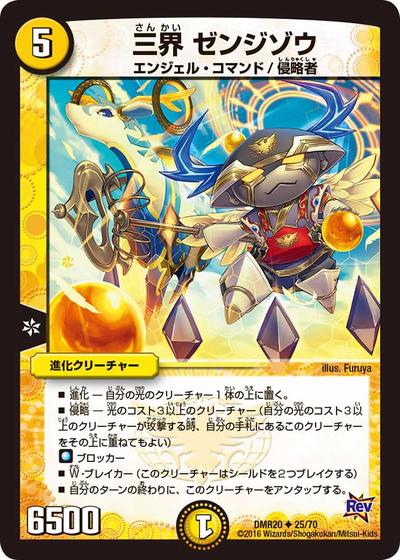 5
さんかい
三界 ゼンジゾウ
しんりゃくしゃ
エンジェル・コマンド / 侵略者
illus. Furuya
進化クリーチャー
■ 進化 ― 自分の光のクリーチャー1体の上に置く。
■ 侵略 ― 光のコスト3以上のクリーチャー (自分の光のコスト3以
上のクリーチャーが攻撃する時、自分の手札にあるこのクリーチャー
をその上に重ねてもよい)
ブロッカー
■ W・ブレイカー (このクリーチャーはシールドを2つブレイクする)
■ 自分のターンの終わりに、このクリーチャーをアンタップする。
Rev
6500
1
DMR20 ◆ 25/70
©2016 Wizards/Shogakukan/Mitsui-Kids